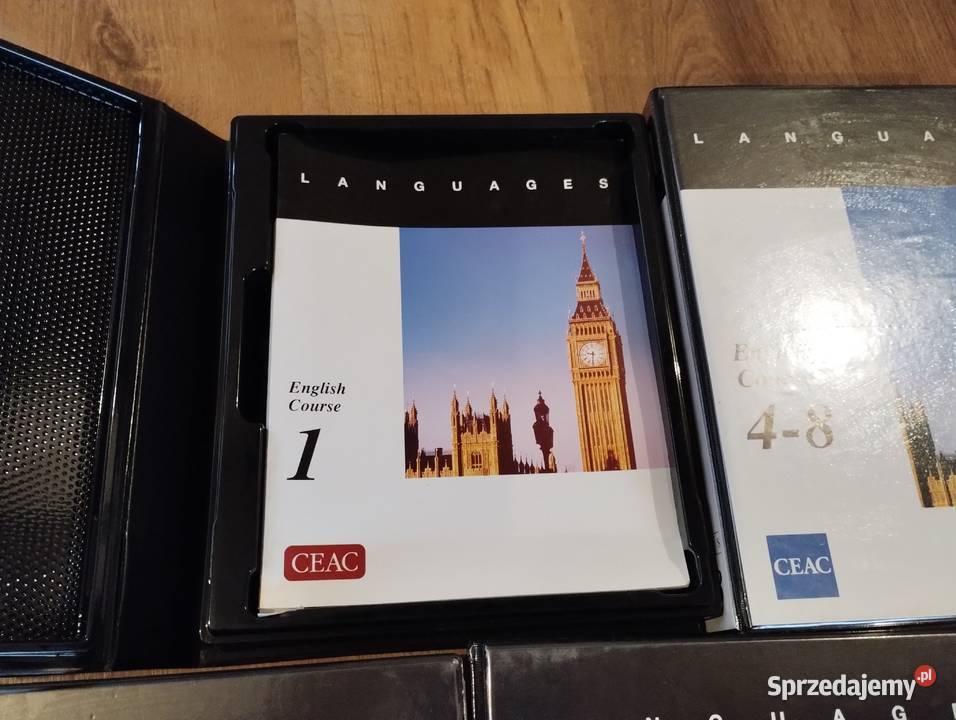 LANGUAGES
English
Course
1
CEAC
LANGUA
4-8
CEAC
Sprzedajemy.pl